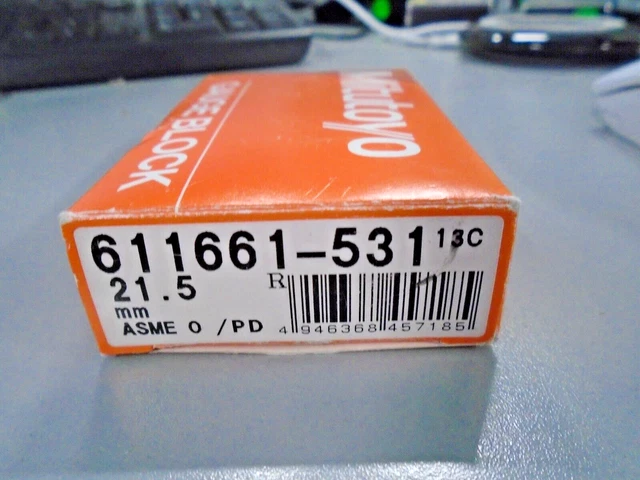 Mitutoyo
GAUGE BLOCK
611661-531 13C
21.5
mm
R
ASME 0 /PD
4 946368 457185